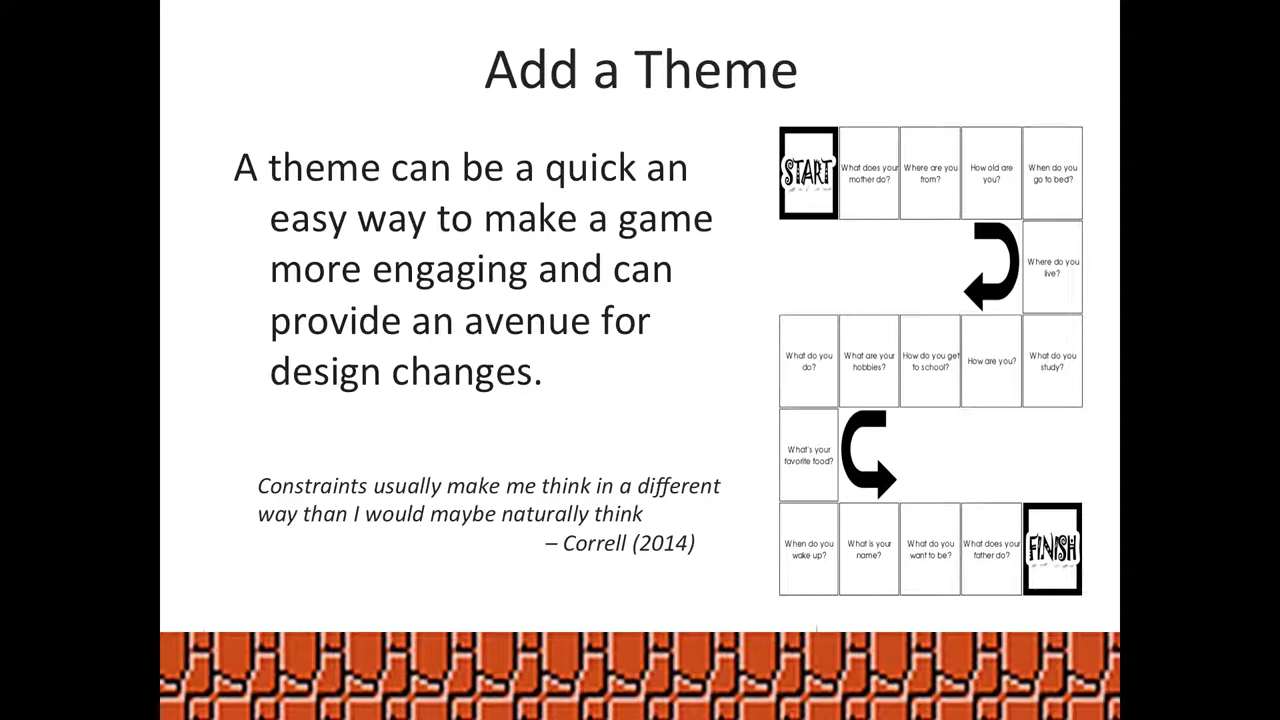 Add a Theme
A theme can be a quick an
easy way to make a game
more engaging and can
provide an avenue for
design changes.
Constraints usually make me think in a different
way than I would maybe naturally think
– Correll (2014)
START
What does your
mother do?
Where are you
from?
How old are
you?
When do you
go to bed?
Where do you
live?
What do you
do?
What are your
hobbies?
How do you get
to school?
How are you?
What do you
study?
What's your
favorite food?
When do you
wake up?
What is your
name?
What do you
want to be?
What does your
father do?
FINISH